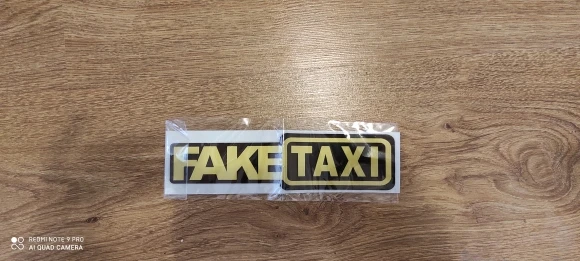 FAKE TAXI
REDMI NOTE 9 PRO
AI QUAD CAMERA